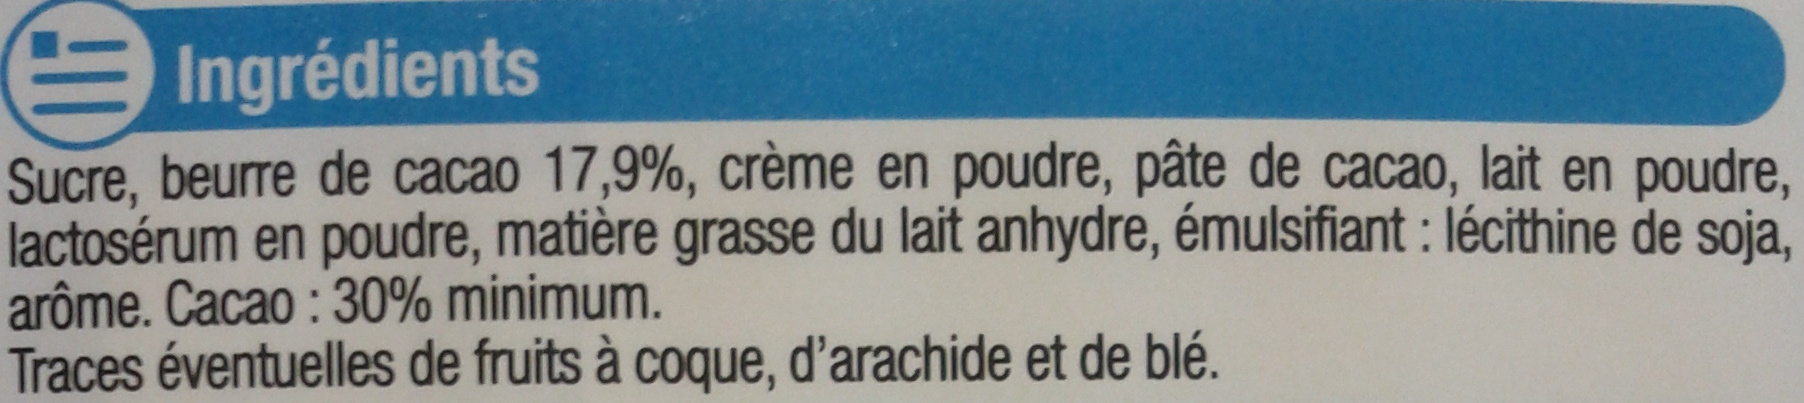 Ingrédients
Sucre, beurre de cacao 17,9%, crème en poudre, pâte de cacao, lait en poudre,
lactosérum en poudre, matière grasse du lait anhydre, émulsifiant : lécithine de soja,
arôme. Cacao : 30% minimum.
Traces éventuelles de fruits à coque, d'arachide et de blé.